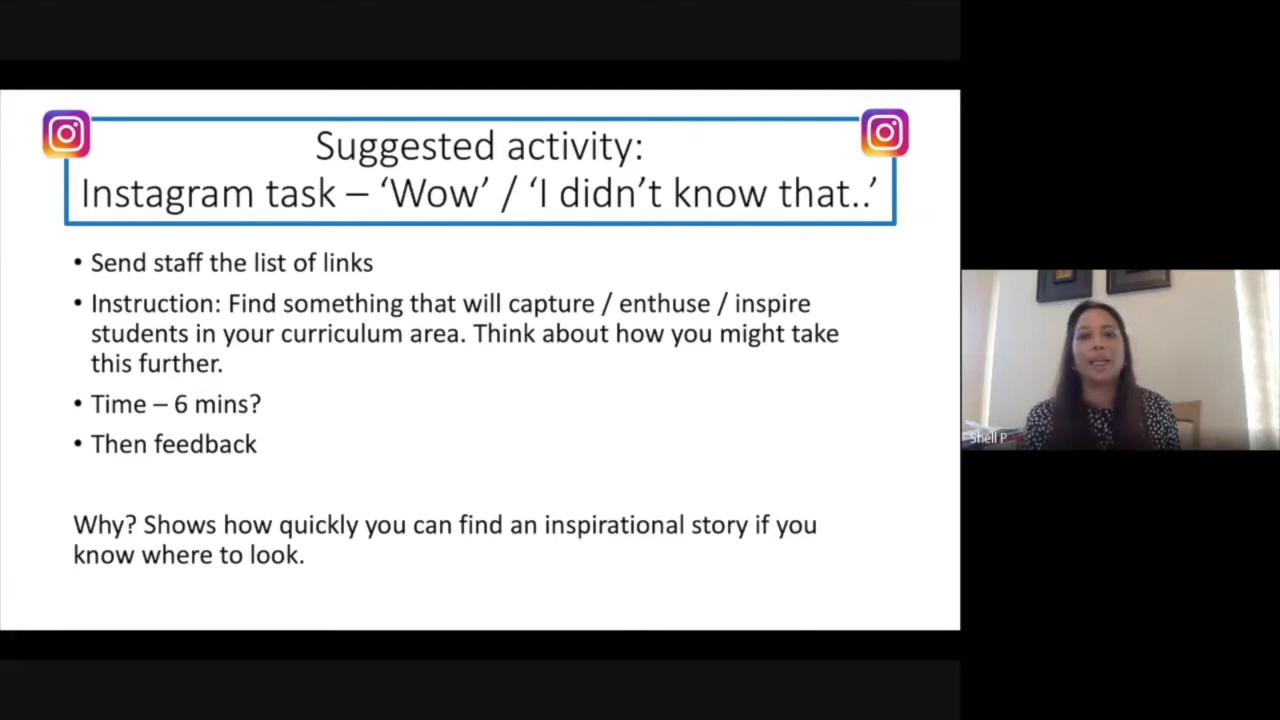 Suggested activity:
Instagram task – ‘Wow’ / ‘I didn’t know that..’
• Send staff the list of links
• Instruction: Find something that will capture / enthuse / inspire
students in your curriculum area. Think about how you might take
this further.
• Time – 6 mins?
• Then feedback
Why? Shows how quickly you can find an inspirational story if you
know where to look.
Shell P